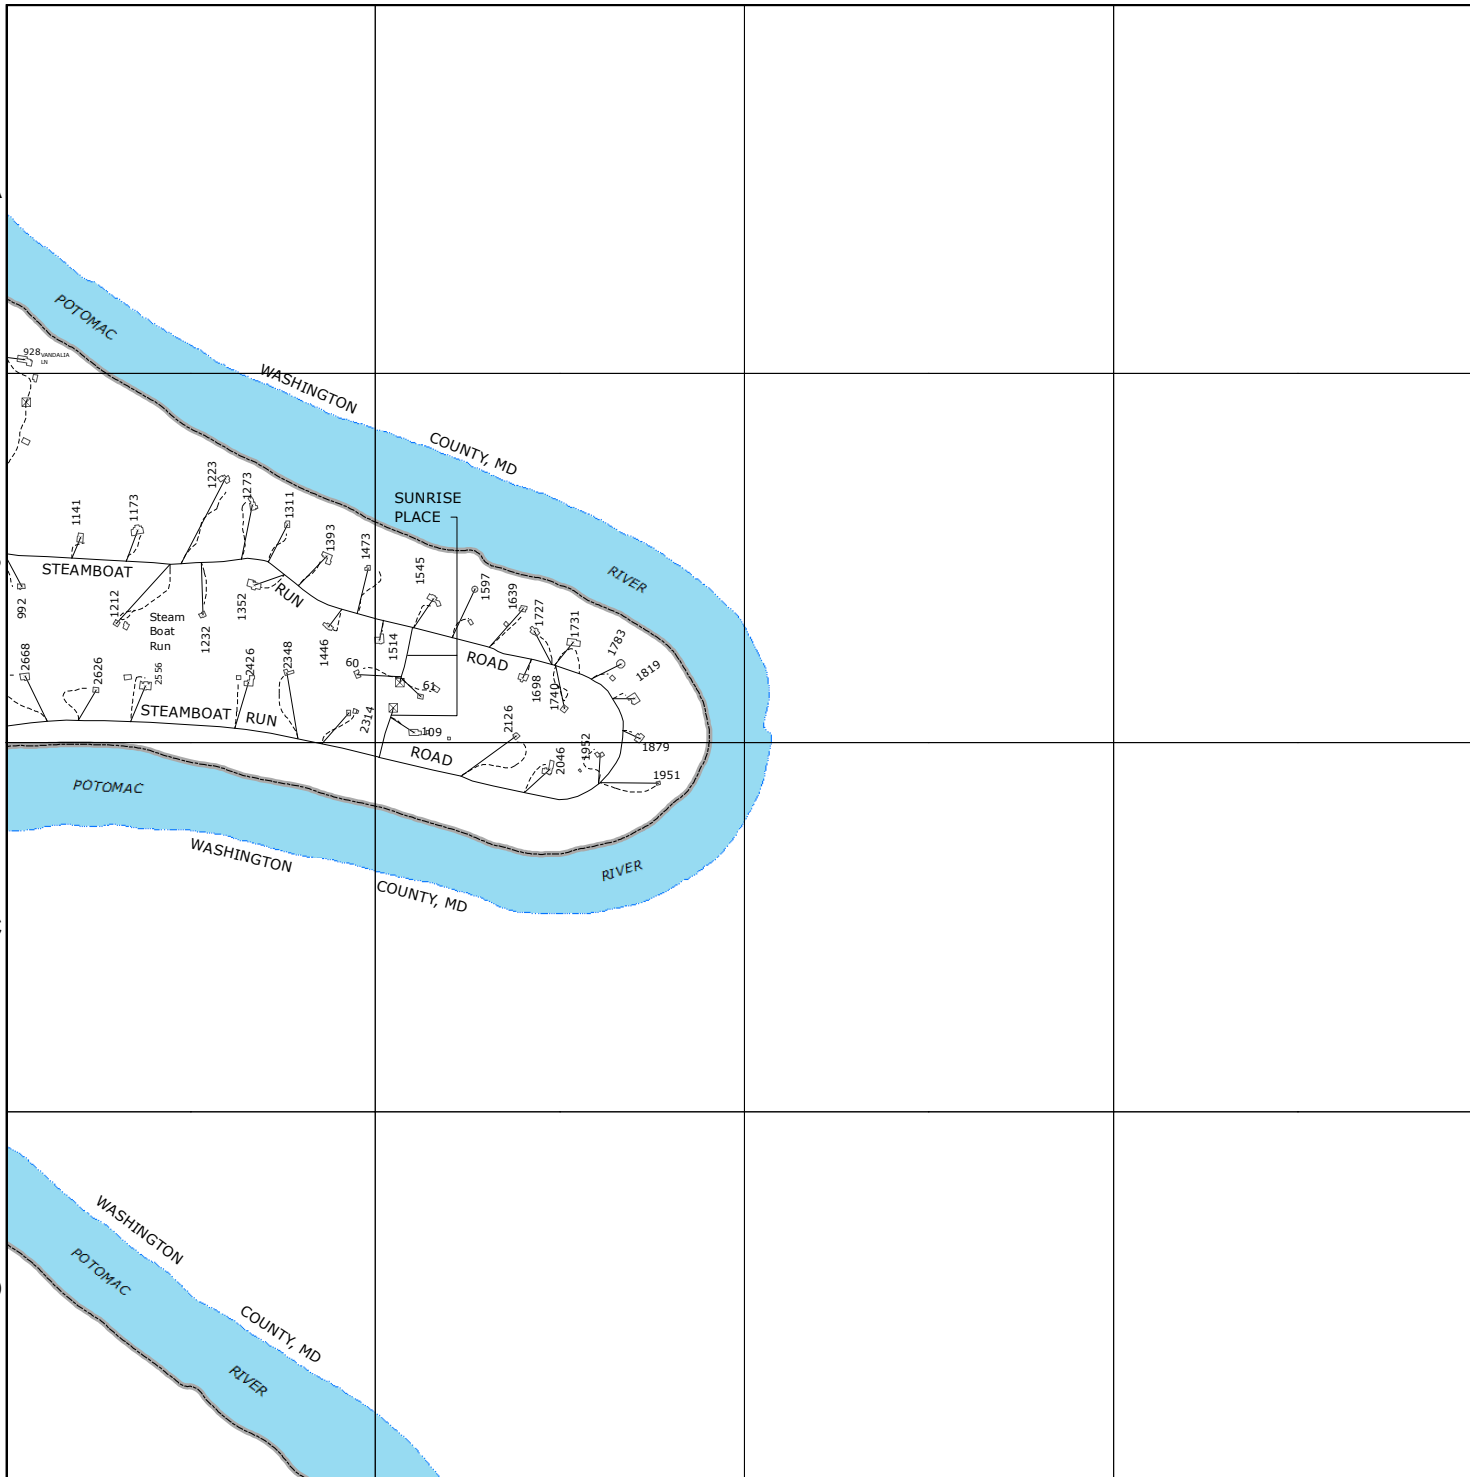 POTOMAC
928 VANDALIA
LN
WASHINGTON
COUNTY, MD
1223
1273
1311
1141
1173
1393
1473
SUNRISE
PLACE
STEAMBOAT
RUN
1545
1597
1639
RIVER
992
1212
Steam
Boat
Run
1232
1352
1446
1514
ROAD
1727
1731
1783
1819
2668
2626
2556
2426
2348
60
61
1698
1740
STEAMBOAT RUN
2314
109
ROAD
2126
2046
1952
1879
1951
POTOMAC
WASHINGTON
COUNTY, MD
RIVER
WASHINGTON
POTOMAC
COUNTY, MD
RIVER